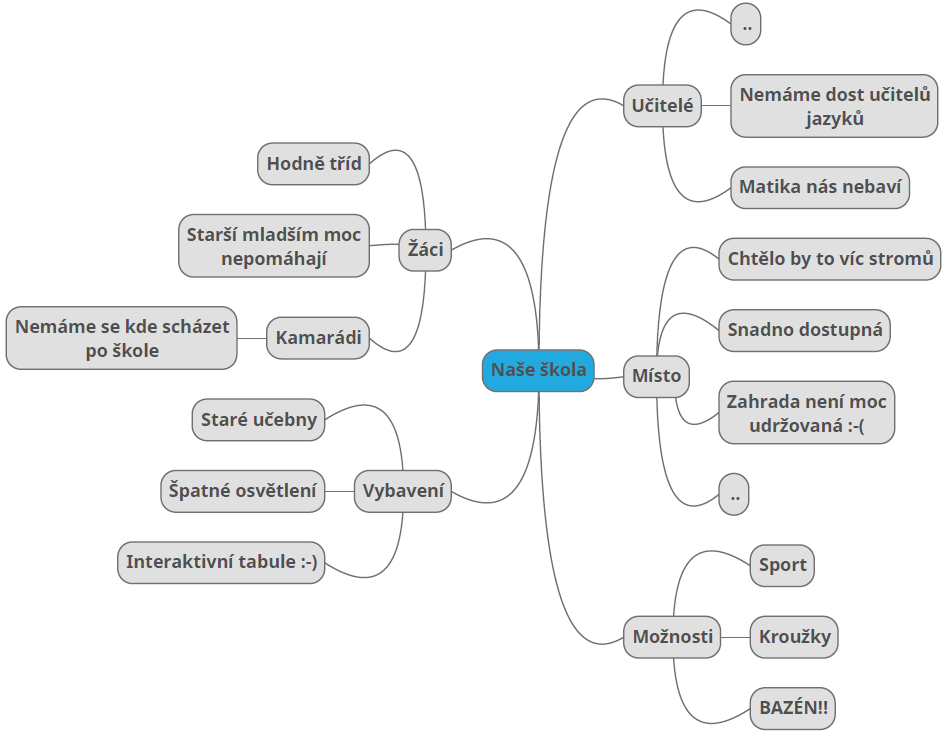 Naše škola
Učitelé
..
Nemáme dost učitelů
jazyků
Matika nás nebaví
Místo
Chtělo by to víc stromů
Snadno dostupná
Zahrada není moc
udržovaná :-(
..
Možnosti
Sport
Kroužky
BAZÉN!!
Žáci
Hodně tříd
Starší mladším moc
nepomáhají
Kamarádi
Nemáme se kde scházet
po škole
Vybavení
Staré učebny
Špatné osvětlení
Interaktivní tabule :-)